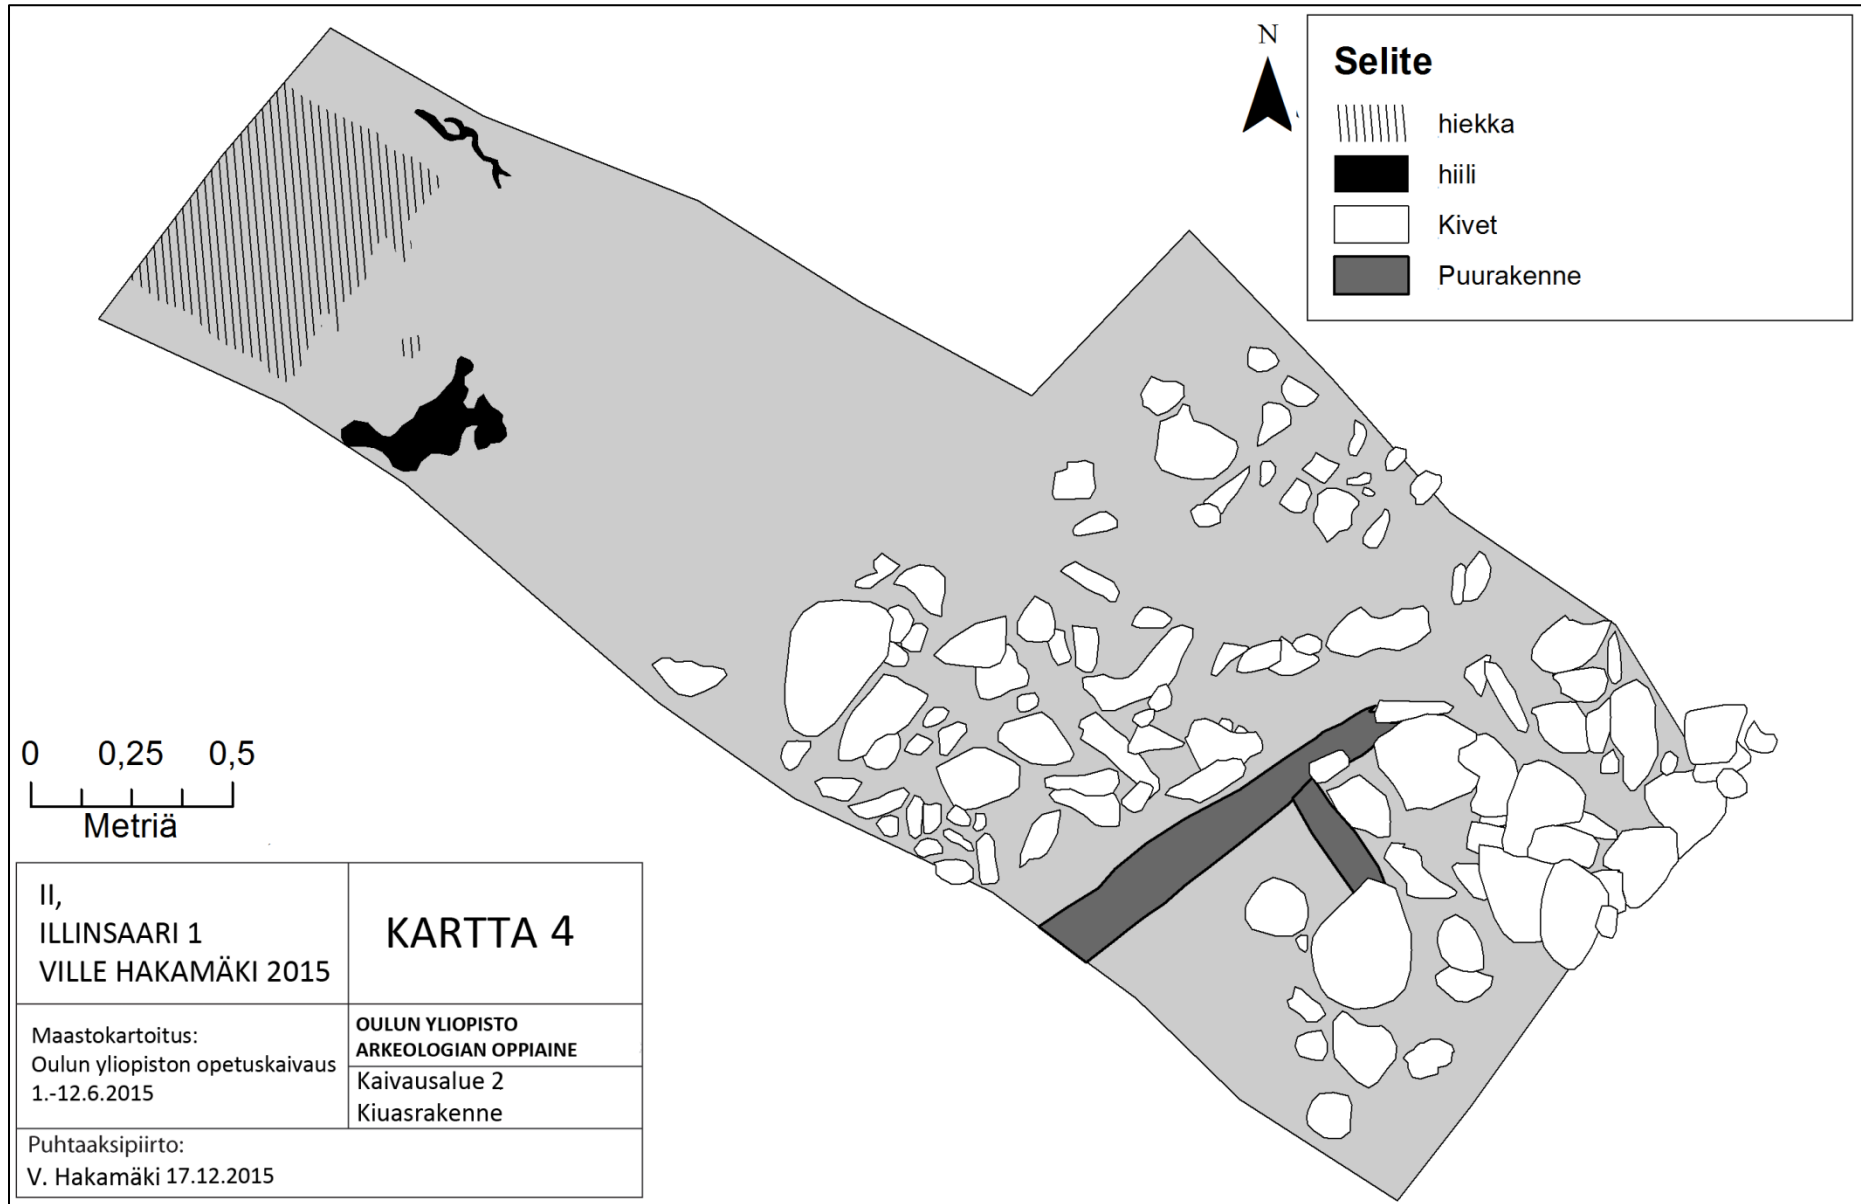 N
Selite
hiekka
hiili
Kivet
Puurakenne
0 0,25 0,5
Metriä
II,
ILLINSAARI 1
VILLE HAKAMÄKI 2015
KARTTA 4
Maastokartoitus:
Oulun yliopiston opetuskaivaus
1.-12.6.2015
OULUN YLIOPISTO
ARKEOLOGIAN OPPIAINE
Kaivausalue 2
Kiuasrakenne
Puhtaaksipiirto:
V. Hakamäki 17.12.2015